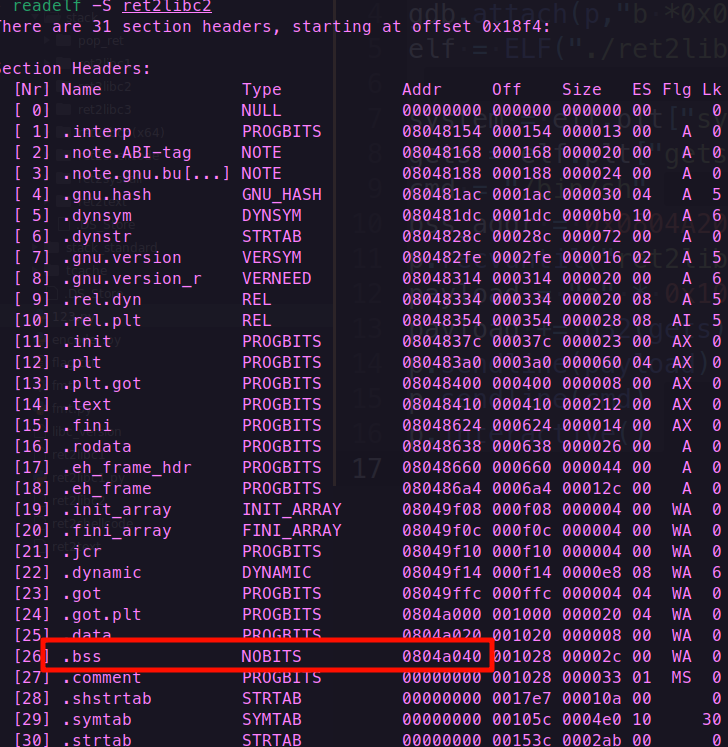 readelf -S ret2libc2
here are 31 section headers, starting at offset 0x18f4:
ection Headers:
[Nr] Name Type Addr Off Size ES Flg Lk
[ 0] NULL 00000000 000000 000000 00 0
[ 1] .interp PROGBITS 08048154 000154 000013 00 A 0
[ 2] .note.ABI-tag NOTE 08048168 000168 000020 00 A 0
[ 3] .note.gnu.bu[...] NOTE 08048188 000188 000024 00 A 0
[ 4] .gnu.hash GNU_HASH 080481ac 0001ac 000030 04 A 5
[ 5] .dynsym DYNSYM 080481dc 0001dc 0000b0 10 A 6
[ 6] .dynstr STRTAB 0804828c 00028c 000072 00 A 0
[ 7] .gnu.version VERSYM 080482fe 0002fe 000016 02 A 5
[ 8] .gnu.version_r VERNEED 08048314 000314 000020 00 A 6
[ 9] .rel.dyn REL 08048334 000334 000020 08 A 5
[10] .rel.plt REL 08048354 000354 000028 08 AI 5
[11] .init PROGBITS 0804837c 00037c 000023 00 AX 0
[12] .plt PROGBITS 080483a0 0003a0 000060 04 AX 0
[13] .plt.got PROGBITS 08048400 000400 000008 00 AX 0
[14] .text PROGBITS 08048410 000410 000212 00 AX 0
[15] .fini PROGBITS 08048624 000624 000014 00 AX 0
[16] .rodata PROGBITS 08048638 000638 000026 00 A 0
[17] .eh_frame_hdr PROGBITS 08048660 000660 000044 00 A 0
[18] .eh_frame PROGBITS 080486a4 0006a4 00012c 00 A 0
[19] .init_array INIT_ARRAY 08049f08 000f08 000004 00 WA 0
[20] .fini_array FINI_ARRAY 08049f0c 000f0c 000004 00 WA 0
[21] .jcr PROGBITS 08049f10 000f10 000004 00 WA 0
[22] .dynamic DYNAMIC 08049f14 000f14 0000e8 08 WA 6
[23] .got PROGBITS 08049ffc 000ffc 000004 04 WA 0
[24] .got.plt PROGBITS 0804a000 001000 000020 04 WA 0
[25] .data PROGBITS 0804a020 001020 000008 00 WA 0
[26] .bss NOBITS 0804a040 001028 00002c 00 WA 0
[27] .comment PROGBITS 00000000 001028 000033 01 MS 0
[28] .shstrtab STRTAB 00000000 0017e7 00010a 00 0
[29] .symtab SYMTAB 00000000 00105c 0004e0 10 30
[30] .strtab STRTAB 00000000 00153c 0002ab 00 0